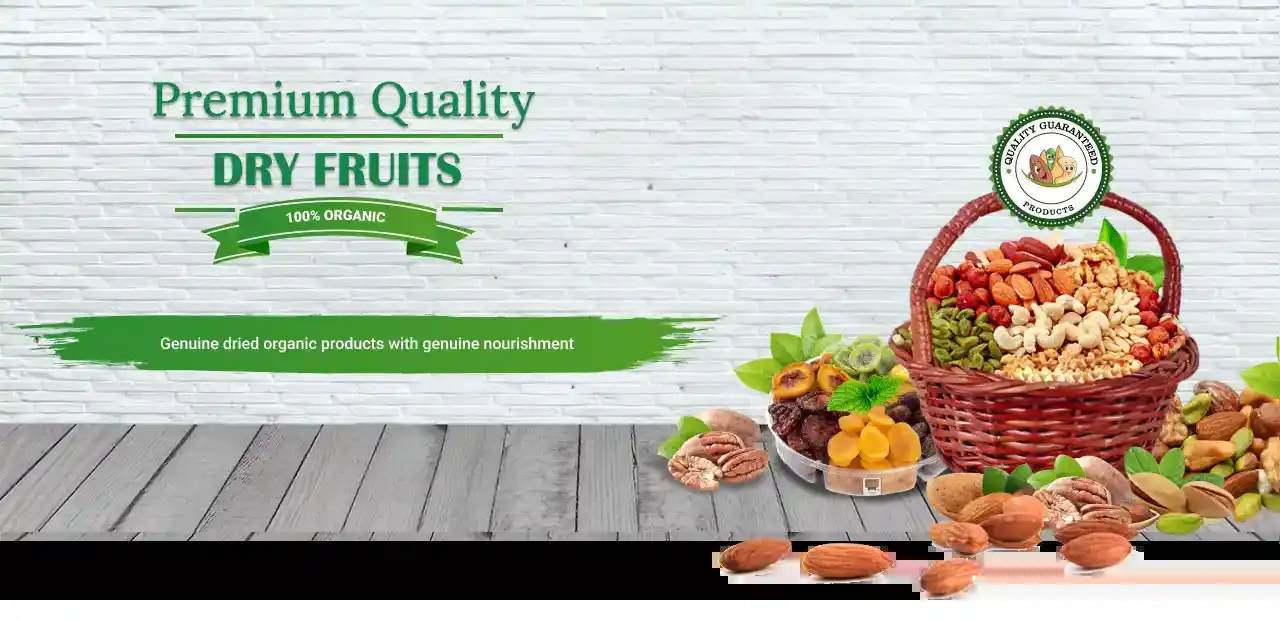 Premium Quality
DRY FRUITS
100% ORGANIC
Genuine dried organic products with genuine nourishment
QUALITY GUARANTEED
PRODUCTS